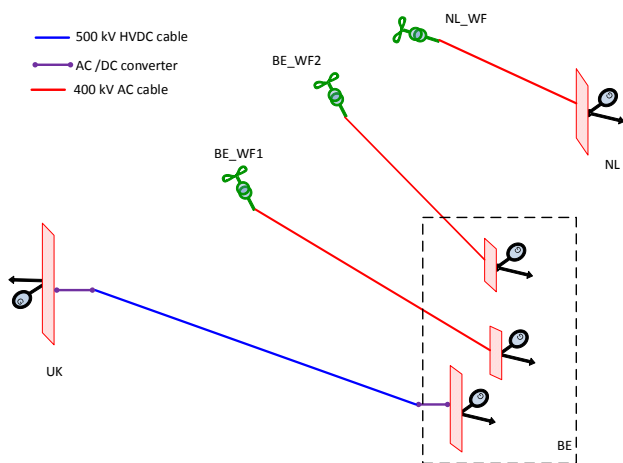 500 kV HVDC cable
AC /DC converter
400 kV AC cable
NL_WF
BE_WF2
BE_WF1
NL
UK
BE